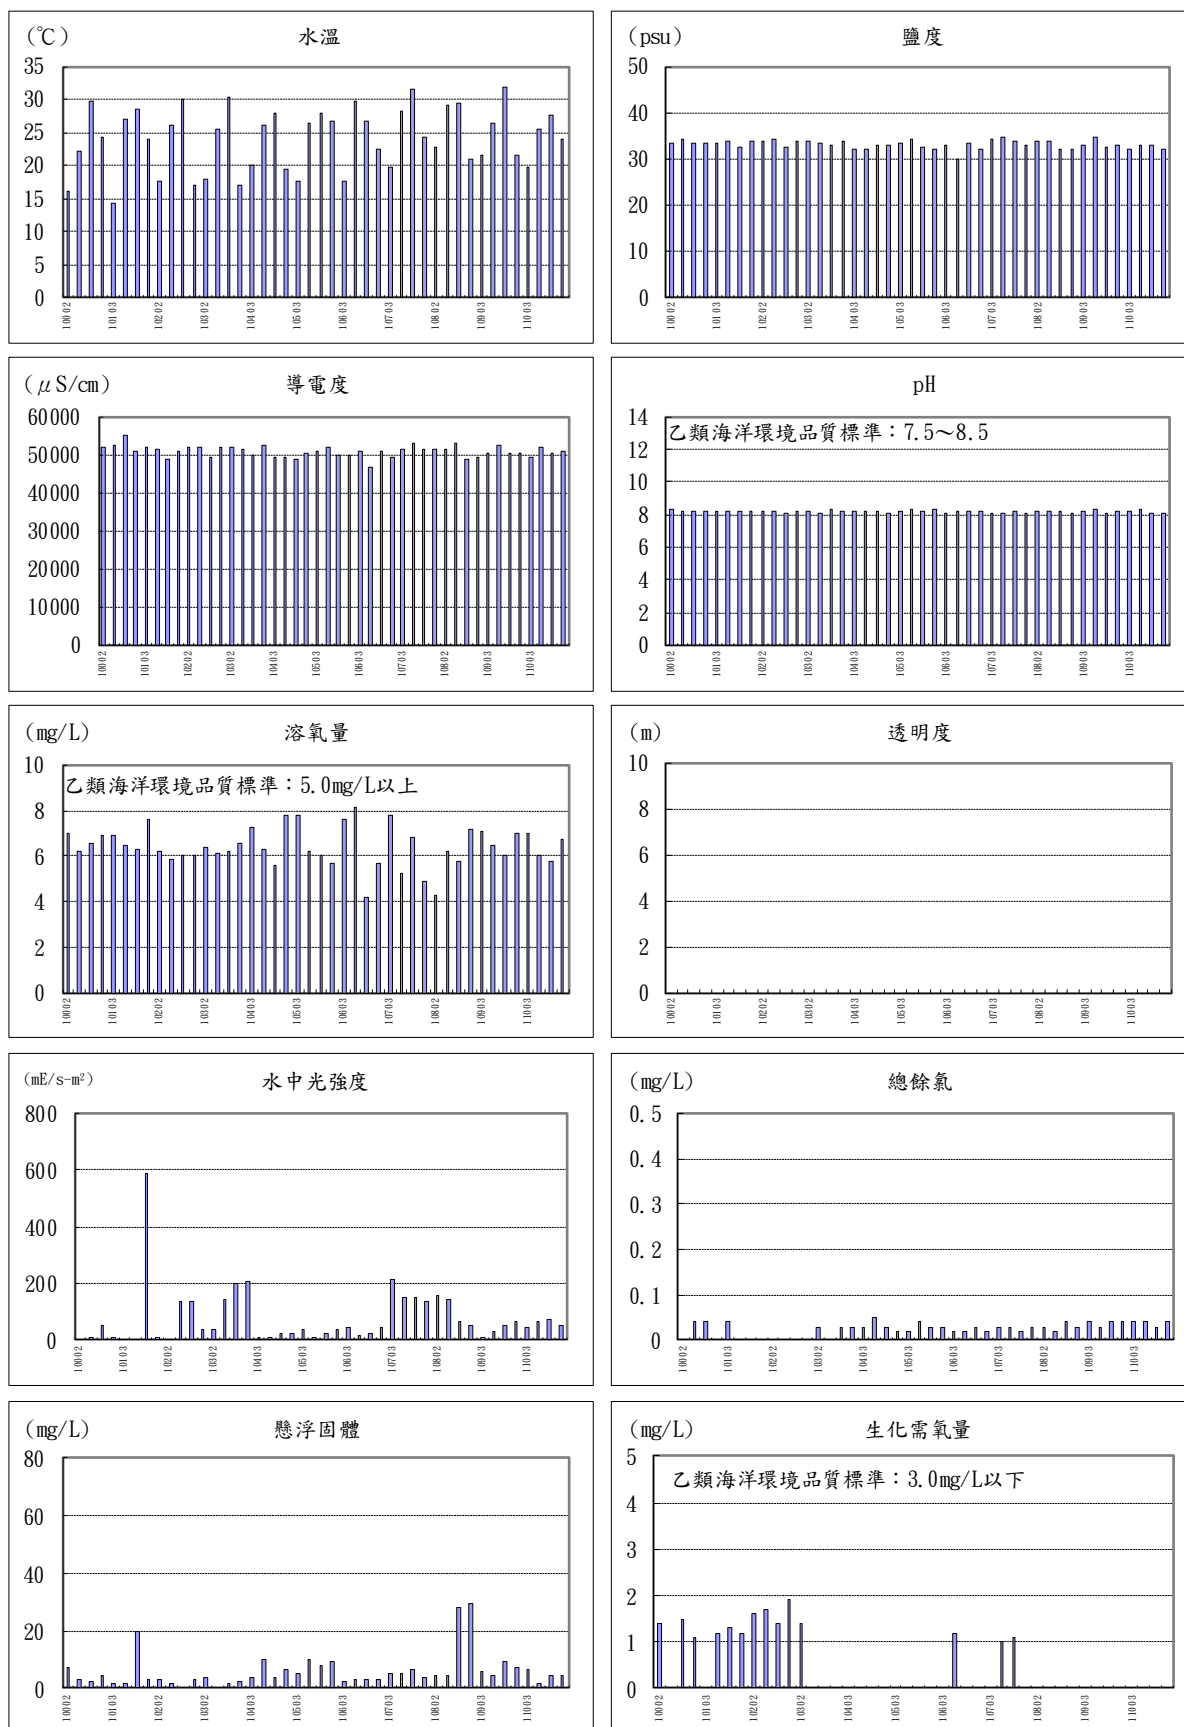 (℃) 水溫
35
30
25
20
15
10
5
0
10002 10103 10202 10302 10403 10503 10603 10703 10802 10903 11003
(psu) 鹽度
50
40
30
20
10
0
10002 10103 10202 10302 10403 10503 10603 10703 10802 10903 11003
(μS/cm) 導電度
60000
50000
40000
30000
20000
10000
0
10002 10103 10202 10302 10403 10503 10603 10703 10802 10903 11003
pH
14
乙類海洋環境品質標準：7.5～8.5
12
10
8
6
4
2
0
10002 10103 10202 10302 10403 10503 10603 10703 10802 10903 11003
(mg/L) 溶氧量
10
乙類海洋環境品質標準：5.0mg/L以上
8
6
4
2
0
10002 10103 10202 10302 10403 10503 10603 10703 10802 10903 11003
(m) 透明度
10
8
6
4
2
0
10002 10103 10202 10302 10403 10503 10603 10703 10802 10903 11003
(mE/s-m²) 水中光強度
800
600
400
200
0
10002 10103 10202 10302 10403 10503 10603 10703 10802 10903 11003
(mg/L) 總餘氯
0.5
0.4
0.3
0.2
0.1
0
10002 10103 10202 10302 10403 10503 10603 10703 10802 10903 11003
(mg/L) 懸浮固體
80
60
40
20
0
10002 10103 10202 10302 10403 10503 10603 10703 10802 10903 11003
(mg/L) 生化需氧量
5
乙類海洋環境品質標準：3.0mg/L以下
4
3
2
1
0
10002 10103 10202 10302 10403 10503 10603 10703 10802 10903 11003